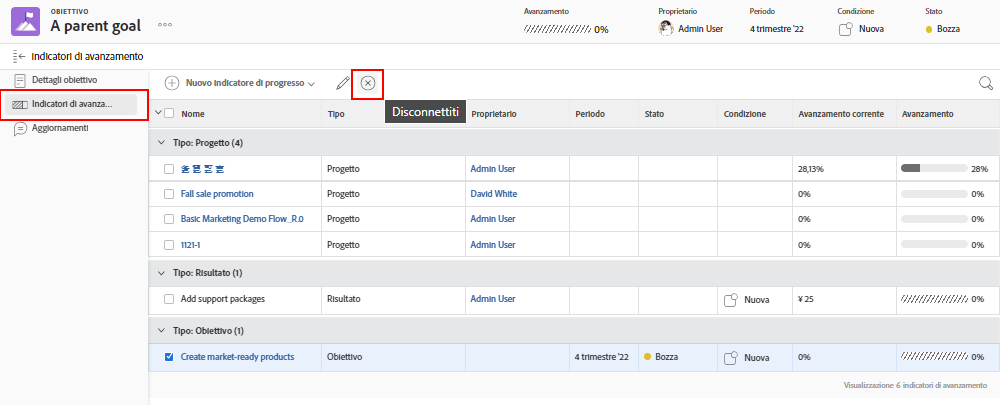 OBIETTIVO
A parent goal
Avanzamento
0%
Proprietario
Admin User
Periodo
4 trimestre '22
Condizione
Nuova
Stato
Bozza
Indicatori di avanzamento
Dettagli obiettivo
Indicatori di avanza...
Aggiornamenti
Nuovo indicatore di progresso
Disconnettiti
Nome Tipo Proprietario Periodo Stato Condizione Avanzamento corrente Avanzamento
Tipo: Progetto (4)
Progetto Admin User 28,13% 28%
Fall sale promotion Progetto David White 0% 0%
Basic Marketing Demo Flow_R.0 Progetto Admin User 0% 0%
1121-1 Progetto Admin User 0% 0%
Tipo: Risultato (1)
Add support packages Risultato Admin User Nuova ¥ 25 0%
Tipo: Obiettivo (1)
Create market-ready products Obiettivo 4 trimestre '22 Bozza Nuova 0% 0%
Visualizzazione 6 indicatori di avanzamento